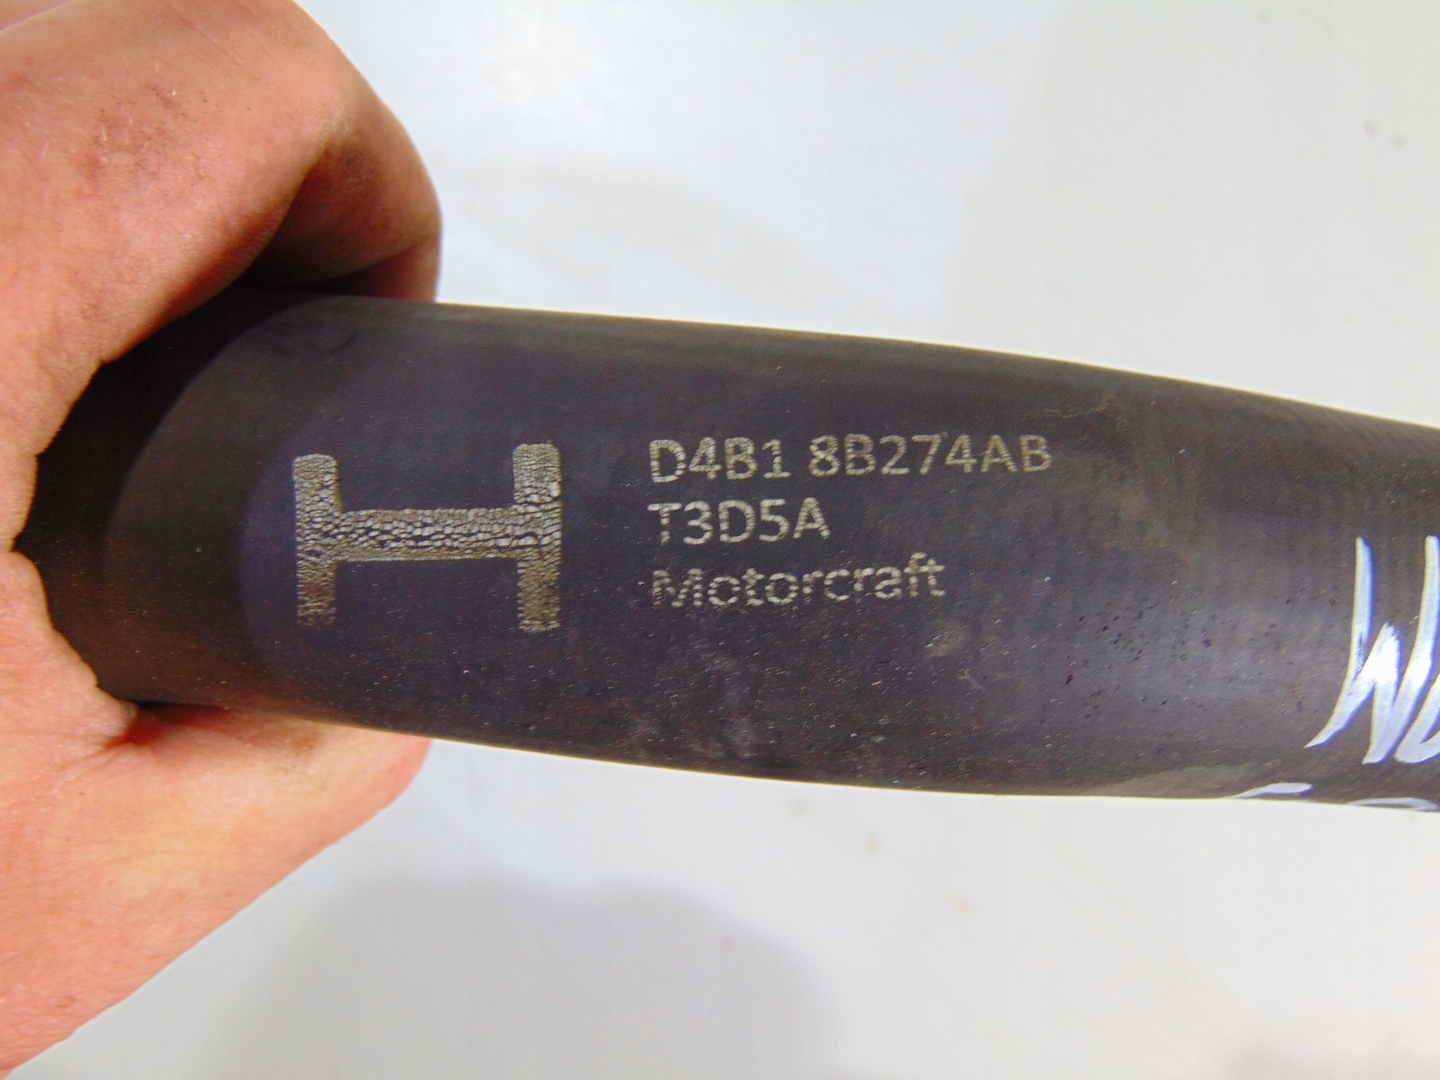 H
D4B1 8B274AB
T3D5A
Motorcraft